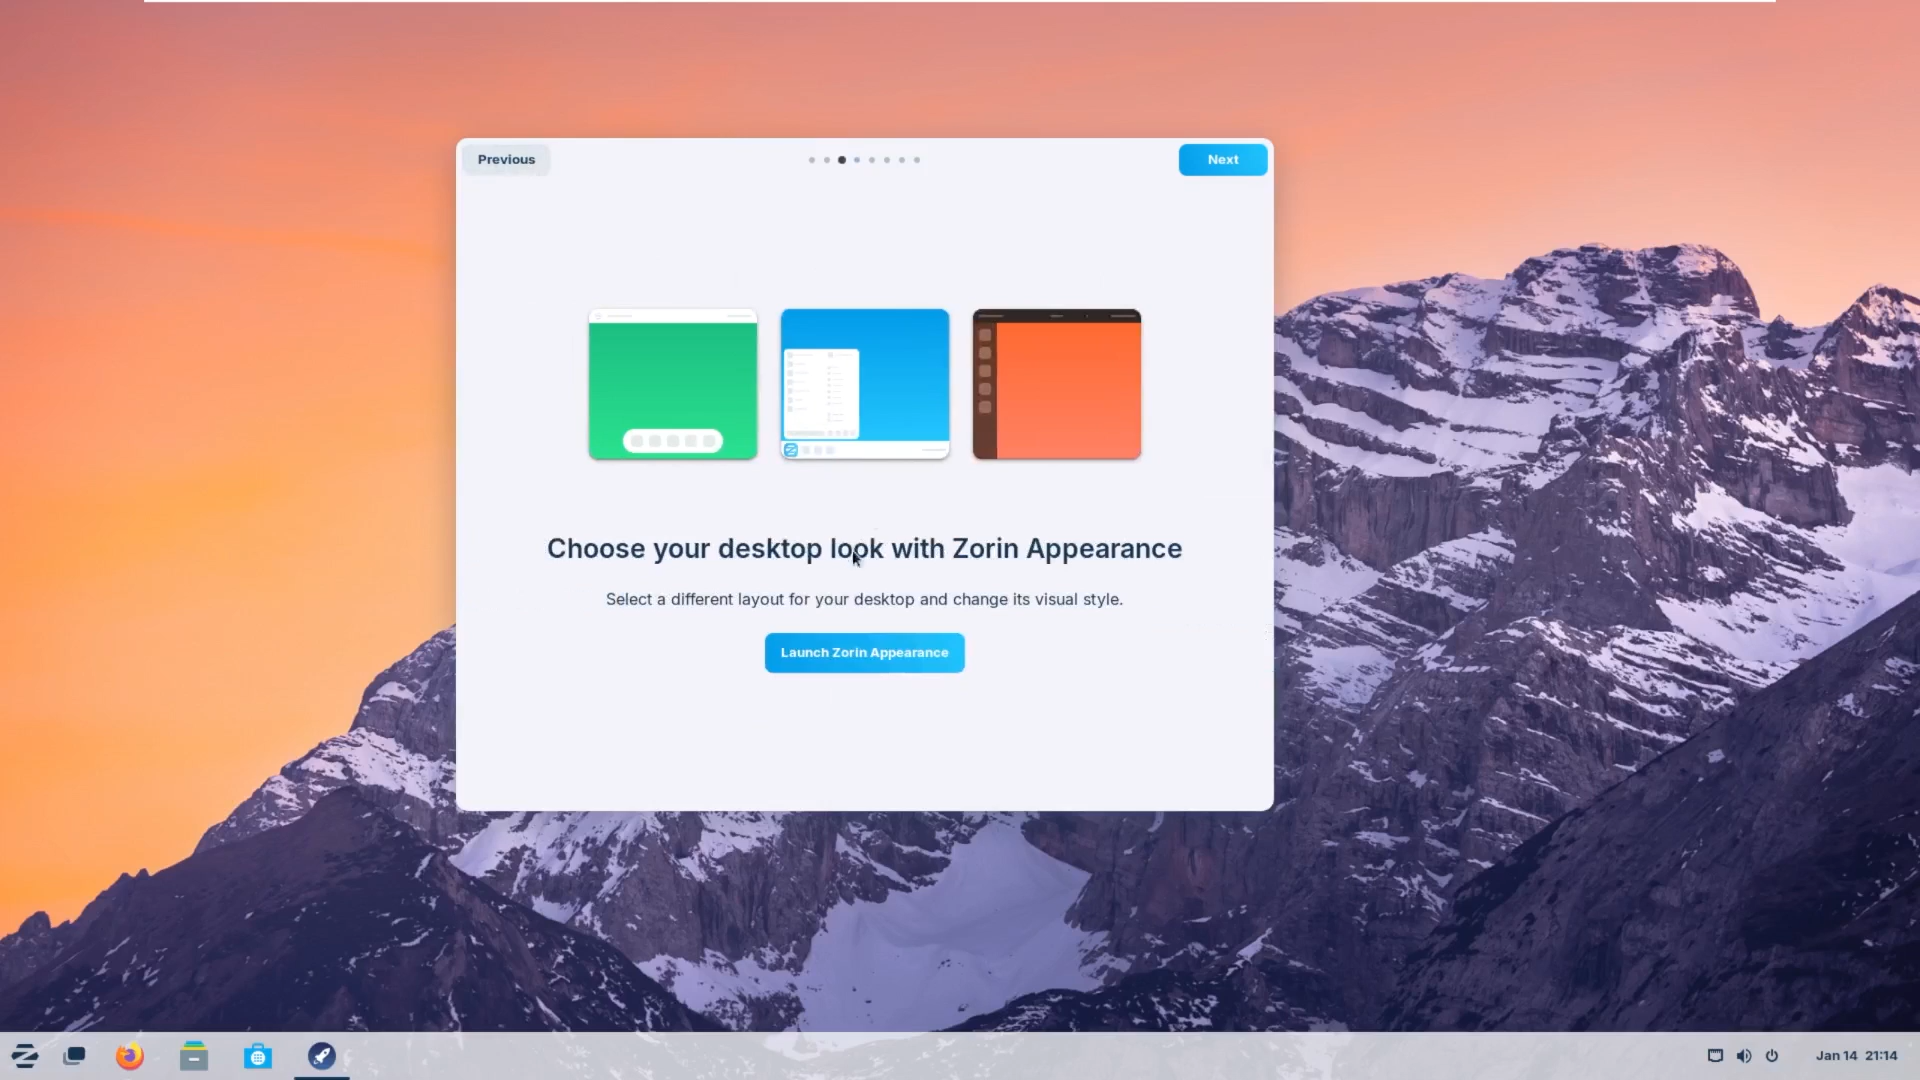 Previous
Next
Choose your desktop look with Zorin Appearance
Select a different layout for your desktop and change its visual style.
Launch Zorin Appearance
Jan 14 21:14